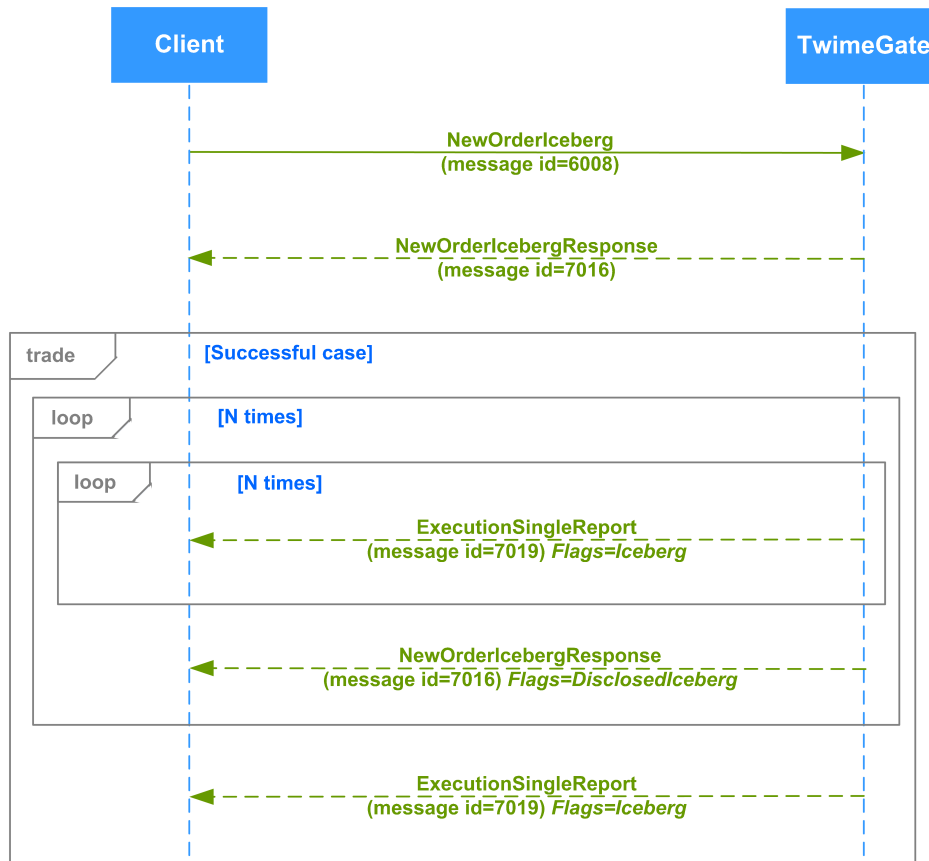 Client
TwimeGate
NewOrderIceberg
(message id=6008)
NewOrderIcebergResponse
(message id=7016)
trade
[Successful case]
loop
[N times]
loop
[N times]
ExecutionSingleReport
(message id=7019) Flags=Iceberg
NewOrderIcebergResponse
(message id=7016) Flags=DisclosedIceberg
ExecutionSingleReport
(message id=7019) Flags=Iceberg